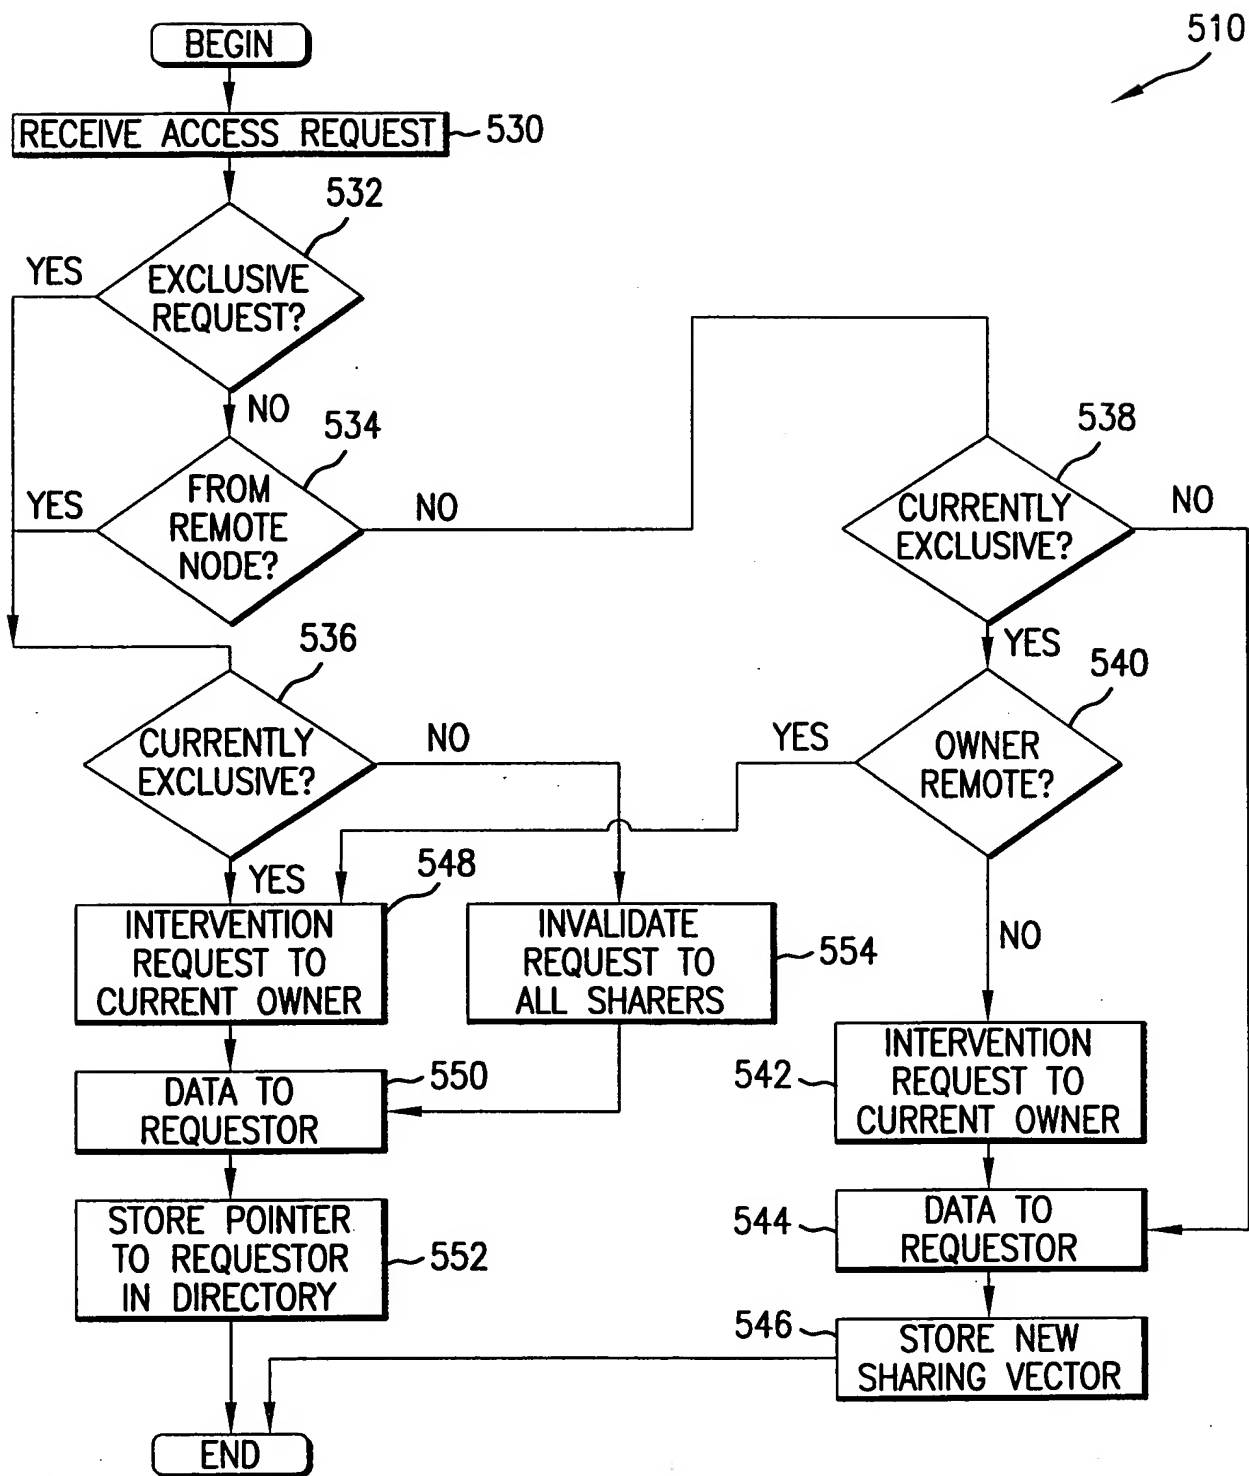 510
BEGIN
RECEIVE ACCESS REQUEST
530
532
YES
EXCLUSIVE
REQUEST?
NO
534
538
YES
FROM
REMOTE
NODE?
NO
CURRENTLY
EXCLUSIVE?
NO
YES
536
540
CURRENTLY
EXCLUSIVE?
NO
YES
OWNER
REMOTE?
YES
548
INTERVENTION
REQUEST TO
CURRENT OWNER
INVALIDATE
REQUEST TO
ALL SHARERS
554
NO
542
INTERVENTION
REQUEST TO
CURRENT OWNER
DATA TO
REQUESTOR
550
544
DATA TO
REQUESTOR
STORE POINTER
TO REQUESTOR
IN DIRECTORY
552
546
STORE NEW
SHARING VECTOR
END